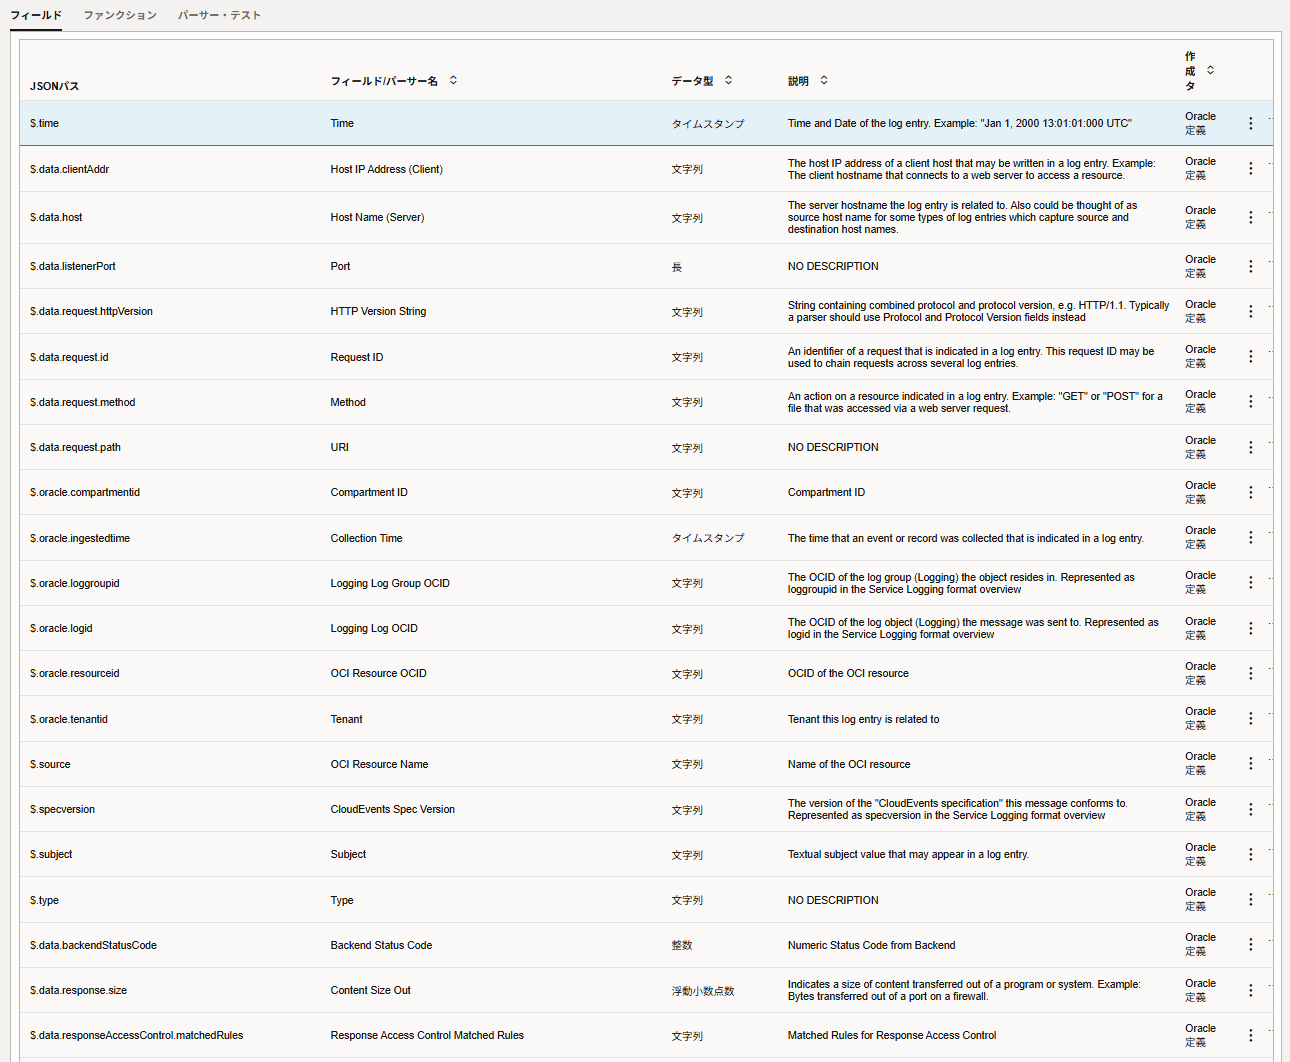 フィールド ファンクション パーサー・テスト
JSONパス フィールド/パーサー名 データ型 説明 作
成
タ
$.time Time タイムスタンプ Time and Date of the log entry. Example: "Jan 1, 2000 13:01:01:000 UTC" Oracle
定義
$.data.clientAddr Host IP Address (Client) 文字列 The host IP address of a client host that may be written in a log entry. Example: Oracle
The client hostname that connects to a web server to access a resource. 定義
$.data.host Host Name (Server) 文字列 The server hostname the log entry is related to. Also could be thought of as Oracle
source host name for some types of log entries which capture source and 定義
destination host names.
$.data.listenerPort Port 長 NO DESCRIPTION Oracle
定義
$.data.request.httpVersion HTTP Version String 文字列 String containing combined protocol and protocol version, e.g. HTTP/1.1. Typically Oracle
a parser should use Protocol and Protocol Version fields instead 定義
$.data.request.id Request ID 文字列 An identifier of a request that is indicated in a log entry. This request ID may be Oracle
used to chain requests across several log entries. 定義
$.data.request.method Method 文字列 An action on a resource indicated in a log entry. Example: "GET" or "POST" for a Oracle
file that was accessed via a web server request. 定義
$.data.request.path URI 文字列 NO DESCRIPTION Oracle
定義
$.oracle.compartmentid Compartment ID 文字列 Compartment ID Oracle
定義
$.oracle.ingestedtime Collection Time タイムスタンプ The time that an event or record was collected that is indicated in a log entry. Oracle
定義
$.oracle.loggroupid Logging Log Group OCID 文字列 The OCID of the log group (Logging) the object resides in. Represented as Oracle
loggroupid in the Service Logging format overview 定義
$.oracle.logid Logging Log OCID 文字列 The OCID of the log object (Logging) the message was sent to. Represented as Oracle
logid in the Service Logging format overview 定義
$.oracle.resourceid OCI Resource OCID 文字列 OCID of the OCI resource Oracle
定義
$.oracle.tenantid Tenant 文字列 Tenant this log entry is related to Oracle
定義
$.source OCI Resource Name 文字列 Name of the OCI resource Oracle
定義
$.specversion CloudEvents Spec Version 文字列 The version of the "CloudEvents specification" this message conforms to. Oracle
Represented as specversion in the Service Logging format overview 定義
$.subject Subject 文字列 Textual subject value that may appear in a log entry. Oracle
定義
$.type Type 文字列 NO DESCRIPTION Oracle
定義
$.data.backendStatusCode Backend Status Code 整数 Numeric Status Code from Backend Oracle
定義
$.data.response.size Content Size Out 浮動小数点数 Indicates a size of content transferred out of a program or system. Example: Oracle
Bytes transferred out of a port on a firewall. 定義
$.data.responseAccessControl.matchedRules Response Access Control Matched Rules 文字列 Matched Rules for Response Access Control Oracle
定義